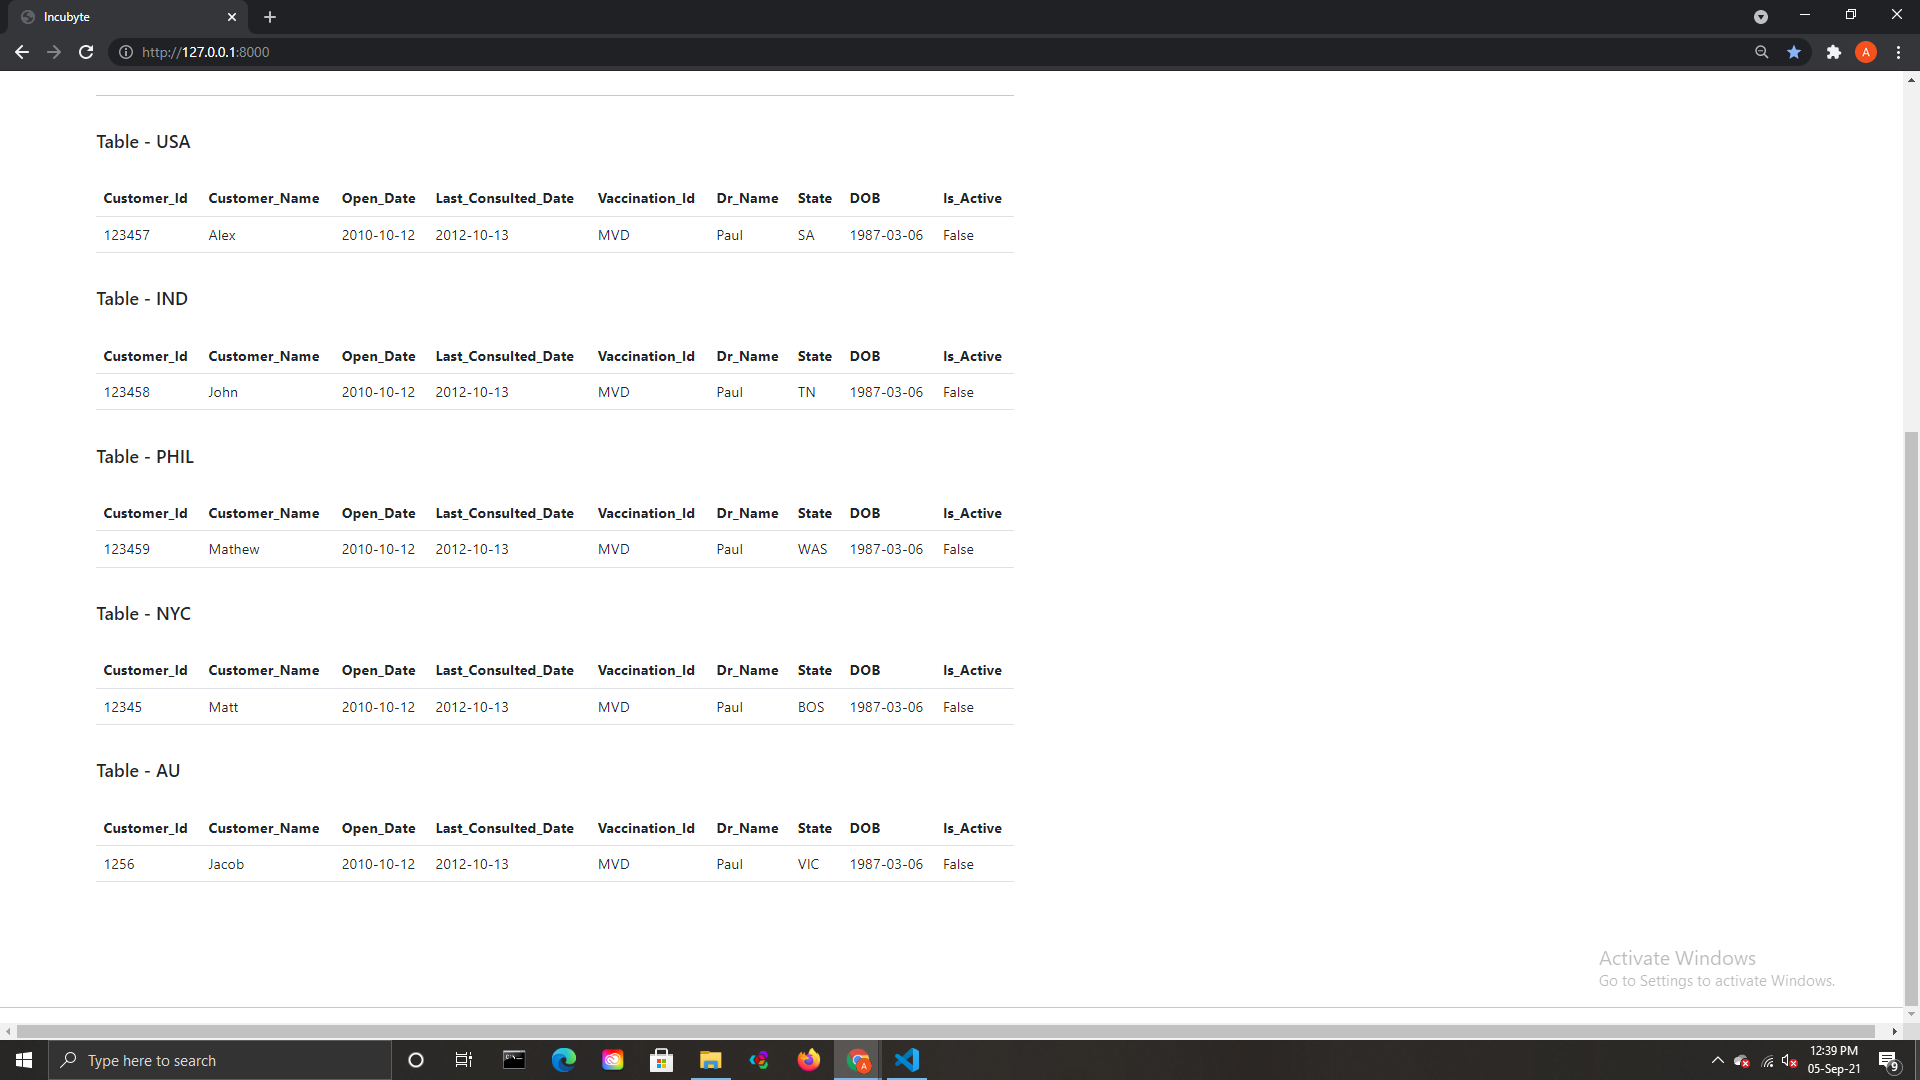 Incubyte
http://127.0.0.1:8000
A
Table - USA
Customer_Id Customer_Name Open_Date Last_Consulted_Date Vaccination_Id Dr_Name State DOB Is_Active
123457 Alex 2010-10-12 2012-10-13 MVD Paul SA 1987-03-06 False
Table - IND
Customer_Id Customer_Name Open_Date Last_Consulted_Date Vaccination_Id Dr_Name State DOB Is_Active
123458 John 2010-10-12 2012-10-13 MVD Paul TN 1987-03-06 False
Table - PHIL
Customer_Id Customer_Name Open_Date Last_Consulted_Date Vaccination_Id Dr_Name State DOB Is_Active
123459 Mathew 2010-10-12 2012-10-13 MVD Paul WAS 1987-03-06 False
Table - NYC
Customer_Id Customer_Name Open_Date Last_Consulted_Date Vaccination_Id Dr_Name State DOB Is_Active
12345 Matt 2010-10-12 2012-10-13 MVD Paul BOS 1987-03-06 False
Table - AU
Customer_Id Customer_Name Open_Date Last_Consulted_Date Vaccination_Id Dr_Name State DOB Is_Active
1256 Jacob 2010-10-12 2012-10-13 MVD Paul VIC 1987-03-06 False
Activate Windows
Go to Settings to activate Windows.
Type here to search
A
12:39 PM
05-Sep-21
9